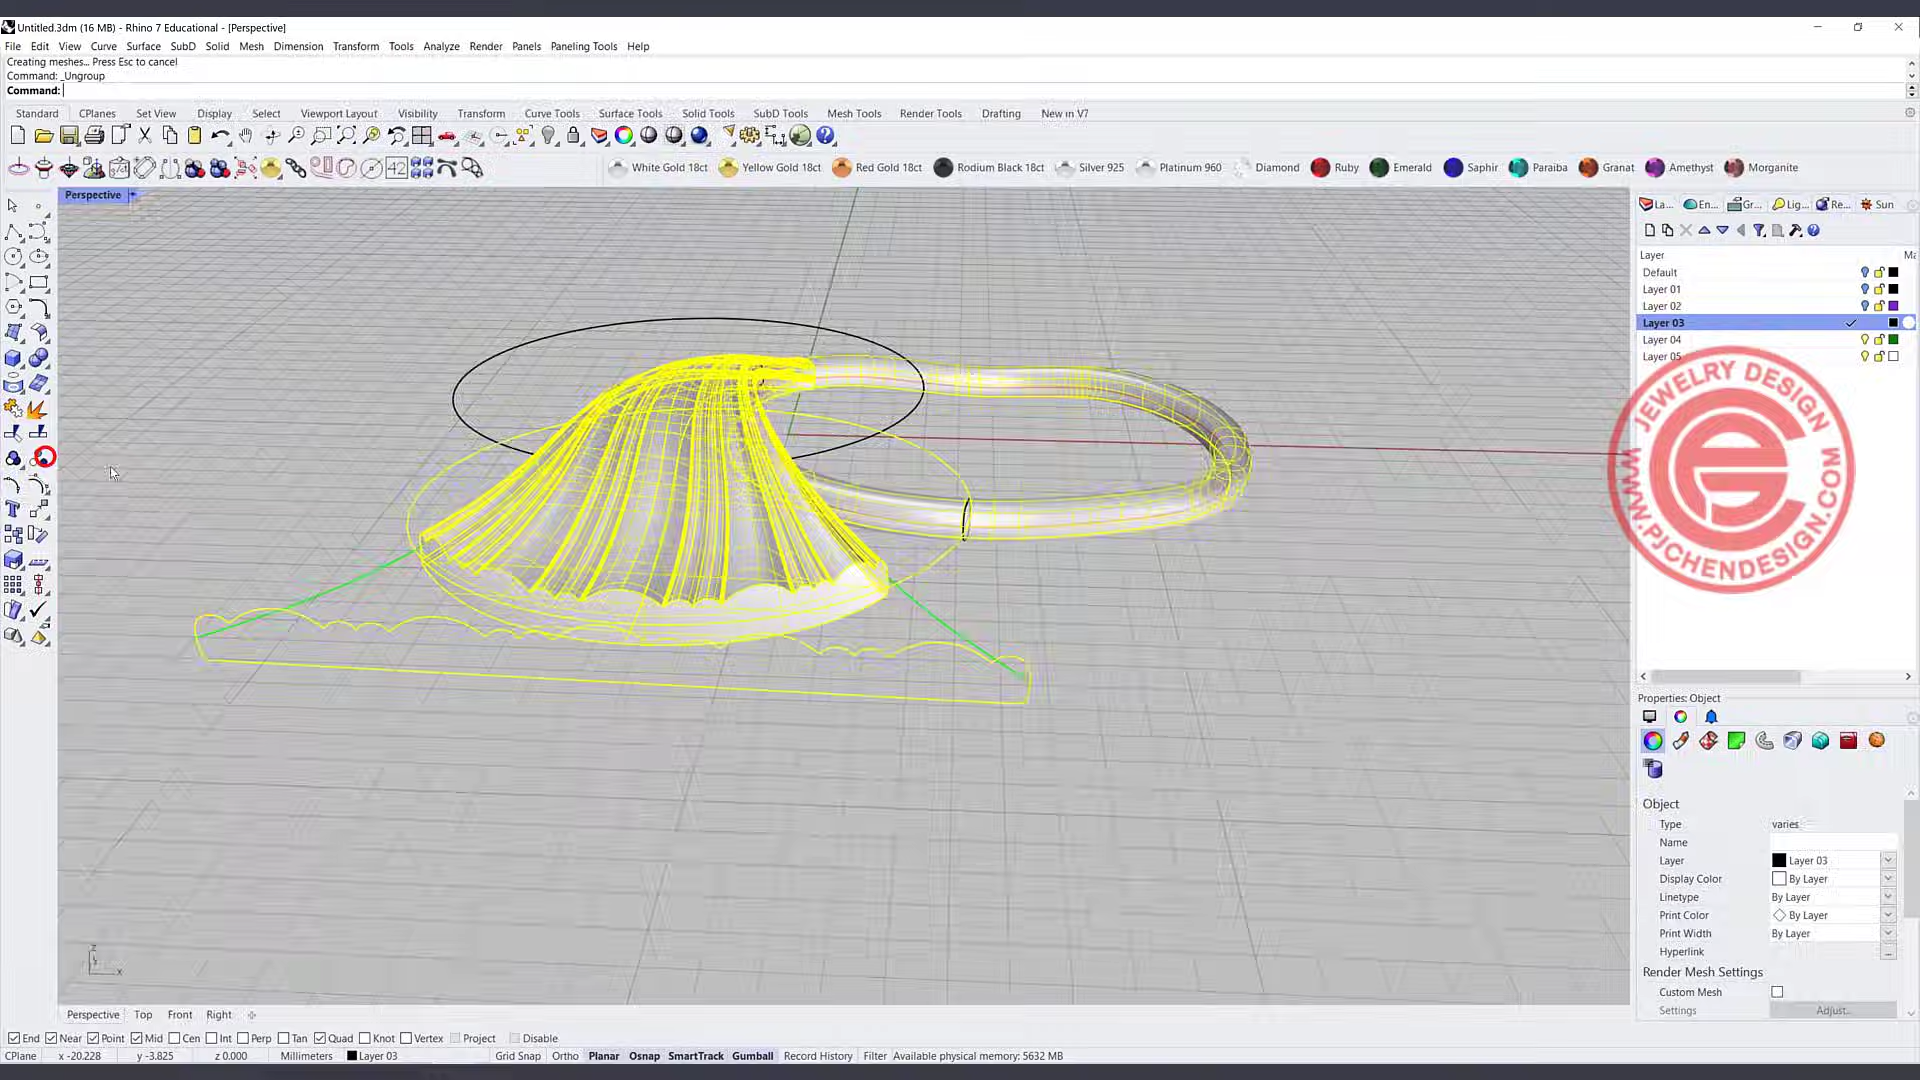 Untitled.3dm (16 MB) - Rhino 7 Educational - [Perspective]
File Edit View Curve Surface SubD Solid Mesh Dimension Transform Tools Analyze Render Panels Paneling Tools Help
Creating meshes... Press Esc to cancel
Command: _Ungroup
Command:
Standard CPlanes Set View Display Select Viewport Layout Visibility Transform Curve Tools Surface Tools Solid Tools SubD Tools Mesh Tools Render Tools Drafting New in V7
42 White Gold 18ct Yellow Gold 18ct Red Gold 18ct Rodium Black 18ct Silver 925 Platinum 960 Diamond Ruby Emerald Saphir Paraiba Granat Amethyst Morganite
Perspective
La... En... Gr... Lig... Re... Sun
Layer
Default
Layer 01
Layer 02
Layer 03
Layer 04
Layer 05
JEWELRY DESIGN
WWW.PJCHENDESIGN.COM
Properties: Object
Object
Type varies
Name
Layer Layer 03
Display Color By Layer
Linetype By Layer
Print Color By Layer
Print Width By Layer
Hyperlink ...
Render Mesh Settings
Custom Mesh
Settings Adjust...
z
x
Perspective Top Front Right
End Near Point Mid Cen Int Perp Tan Quad Knot Vertex Project Disable
CPlane x -20.228 y -3.825 z 0.000 Millimeters Layer 03 Grid Snap Ortho Planar Osnap SmartTrack Gumball Record History Filter Available physical memory: 5632 MB